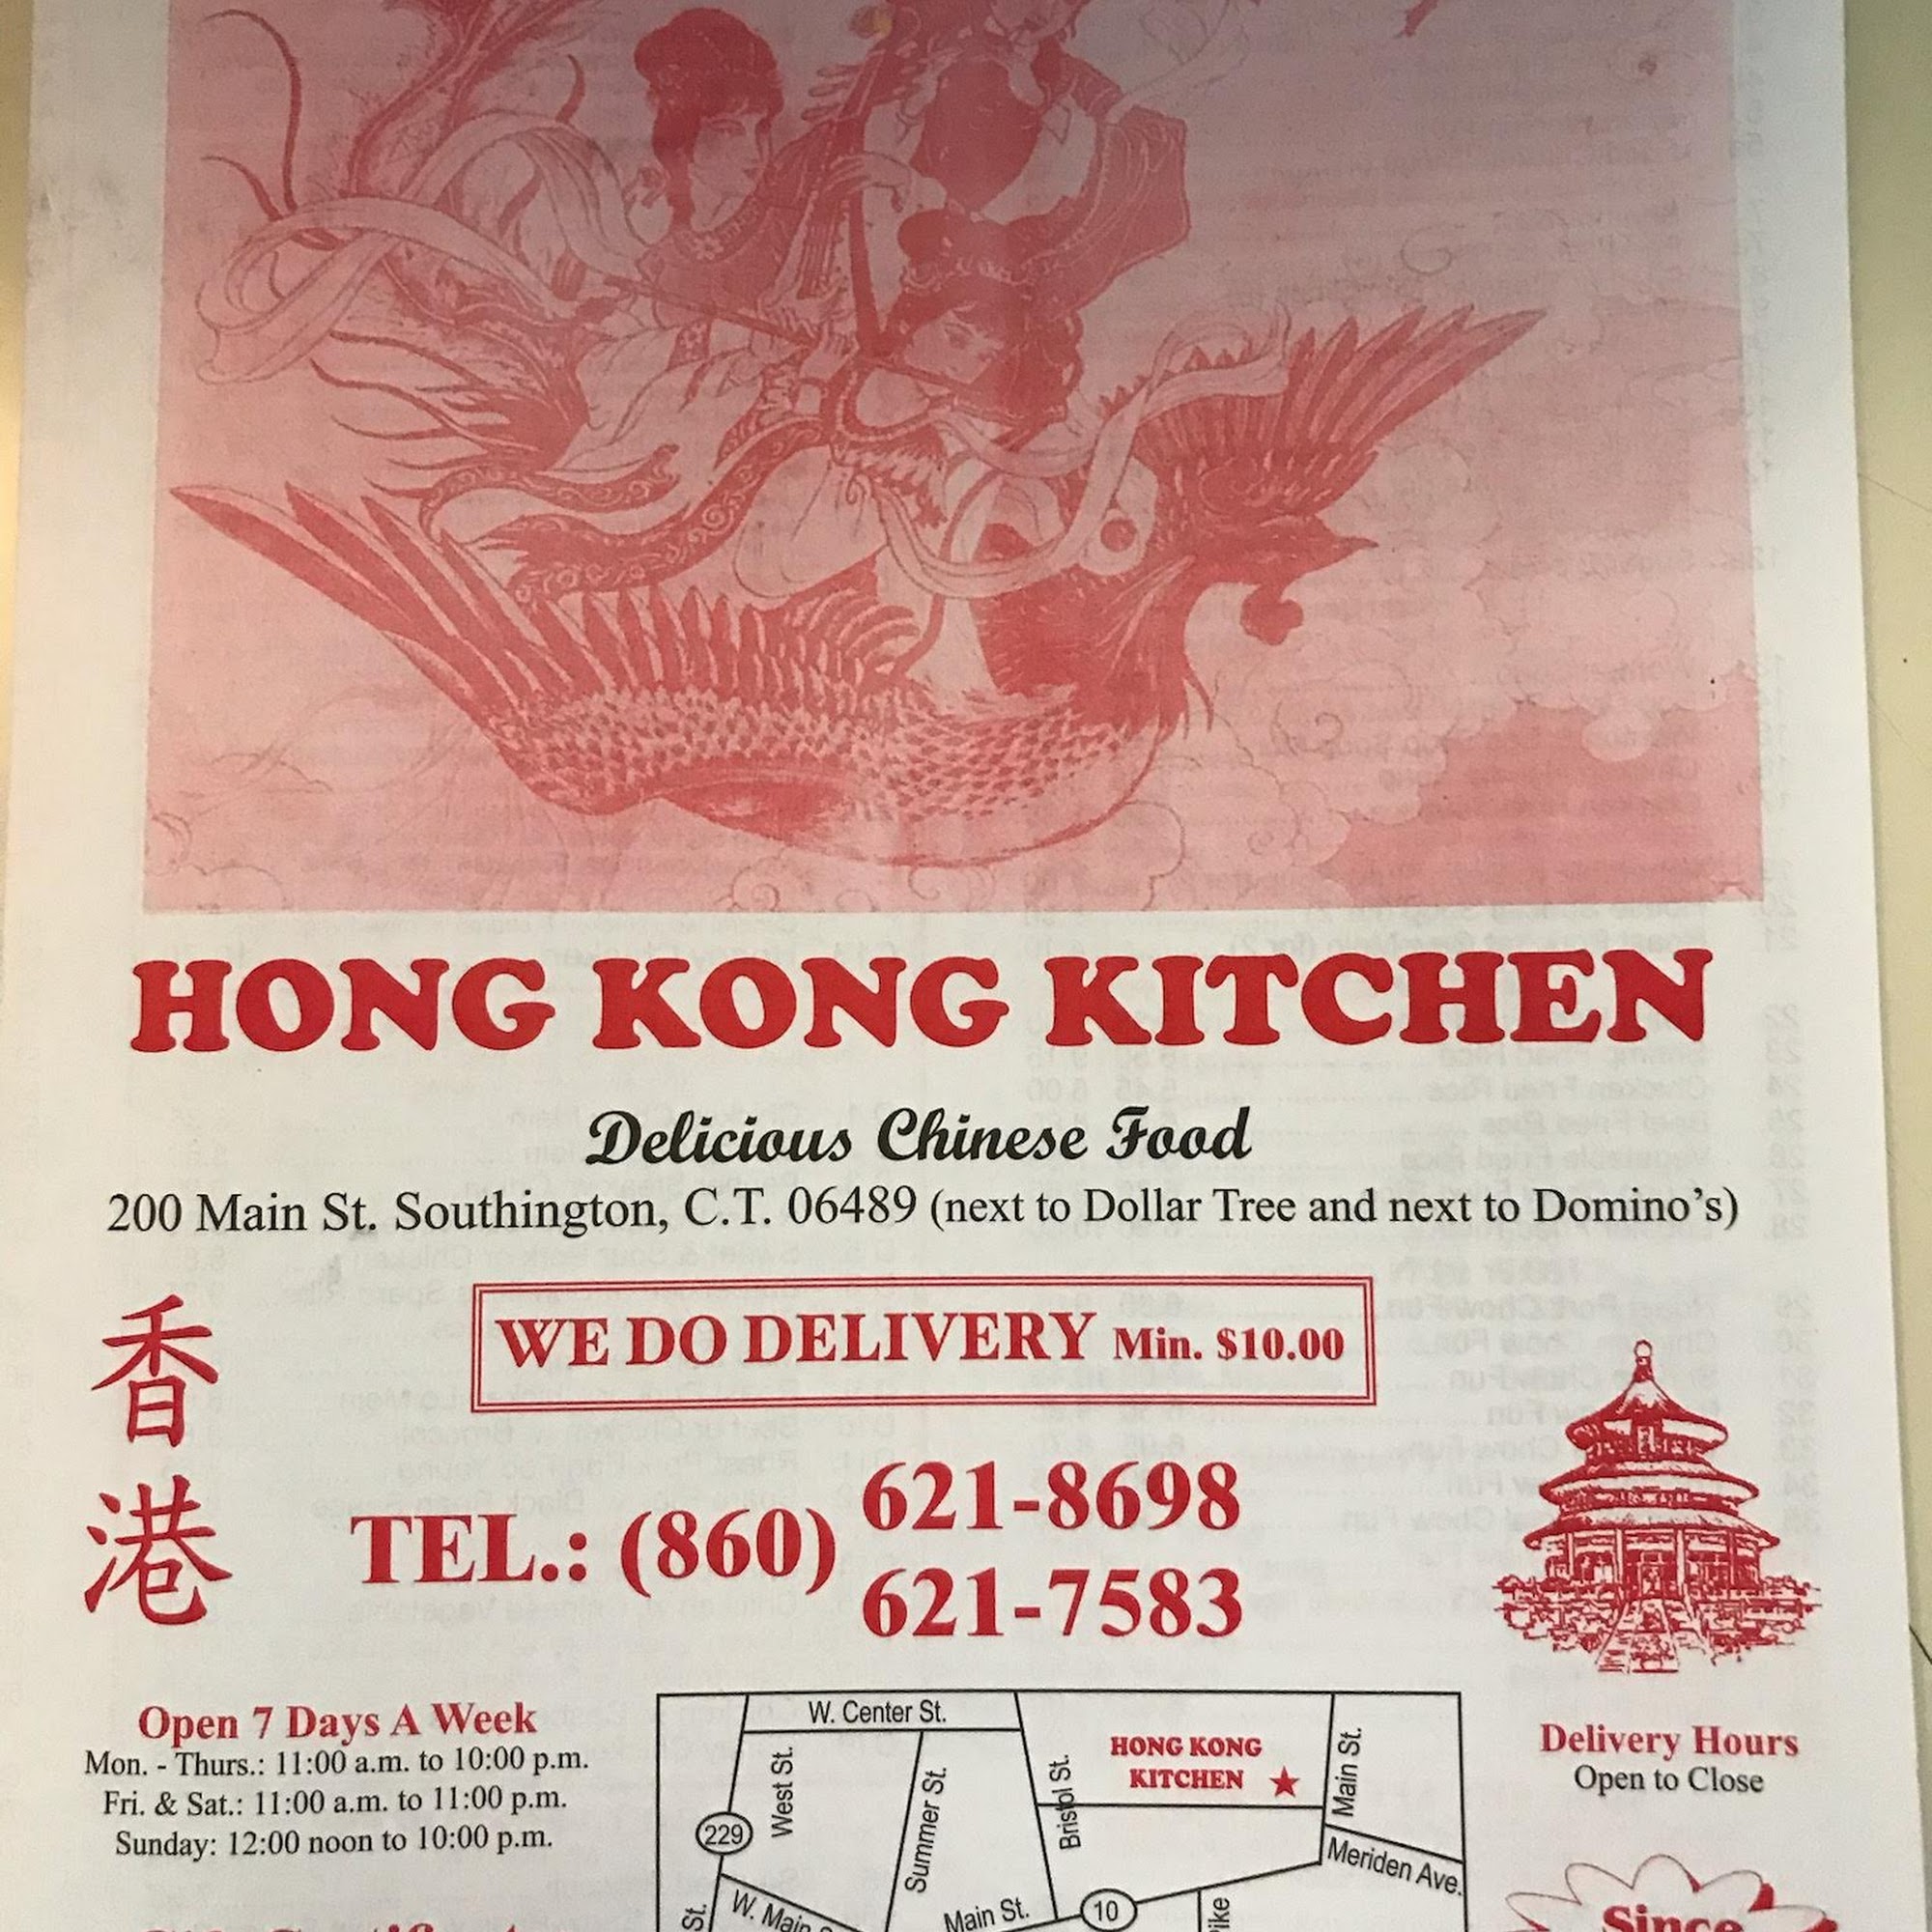 HONG KONG KITCHEN
Delicious Chinese Food
200 Main St. Southington, C.T. 06489 (next to Dollar Tree and next to Domino's)
香港
WE DO DELIVERY Min. $10.00
TEL.: (860)
621-8698
621-7583
Open 7 Days A Week
Mon. - Thurs.: 11:00 a.m. to 10:00 p.m.
Fri. & Sat.: 11:00 a.m. to 11:00 p.m.
Sunday: 12:00 noon to 10:00 p.m.
W. Center St.
West St.
229
Summer St.
Bristol St.
HONG KONG
KITCHEN
Main St.
Meriden Ave.
W. Main
Main St.
10
St.
Delivery Hours
Open to Close
Since